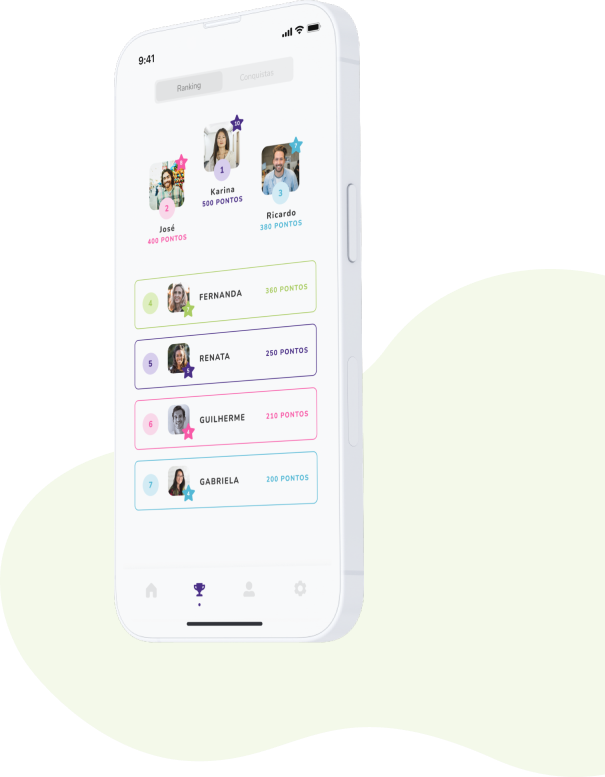 9:41
Ranking
Conquistas
10
1
Karina
500 PONTOS
2
José
400 PONTOS
7
3
Ricardo
380 PONTOS
4
FERNANDA
360 PONTOS
5
RENATA
250 PONTOS
6
GUILHERME
210 PONTOS
7
GABRIELA
200 PONTOS